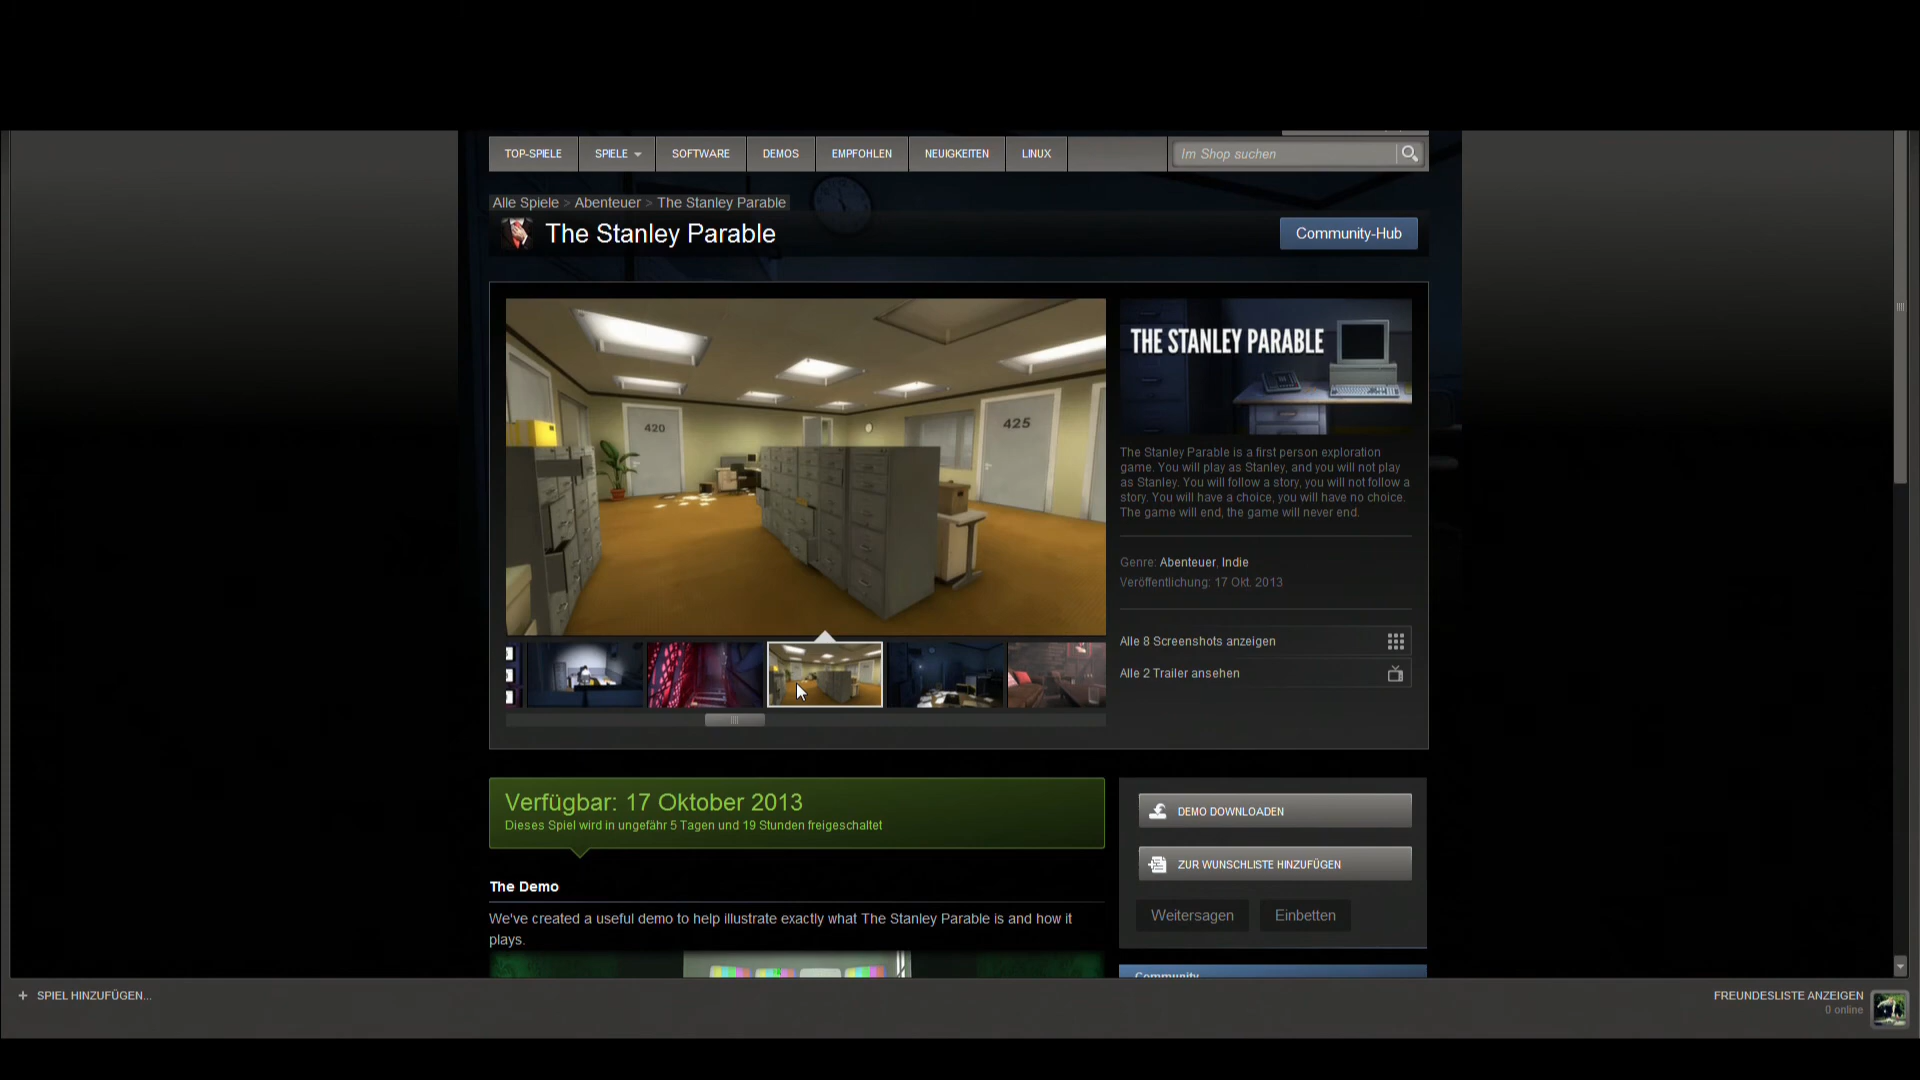 TOP-SPIELE
SPIELE
SOFTWARE
DEMOS
EMPFOHLEN
NEUIGKEITEN
LINUX
Im Shop suchen
Alle Spiele > Abenteuer > The Stanley Parable
The Stanley Parable
Community-Hub
420
425
THE STANLEY PARABLE
The Stanley Parable is a first person exploration
game. You will play as Stanley, and you will not play
as Stanley. You will follow a story, you will not follow a
story. You will have a choice, you will have no choice.
The game will end, the game will never end.
Genre: Abenteuer, Indie
Veröffentlichung: 17 Okt. 2013
Alle 8 Screenshots anzeigen
Alle 2 Trailer ansehen
Verfügbar: 17 Oktober 2013
Dieses Spiel wird in ungefähr 5 Tagen und 19 Stunden freigeschaltet
DEMO DOWNLOADEN
ZUR WUNSCHLISTE HINZUFÜGEN
Weitersagen
Einbetten
The Demo
We've created a useful demo to help illustrate exactly what The Stanley Parable is and how it
plays.
Community
+ SPIEL HINZUFÜGEN...
FREUNDESLISTE ANZEIGEN
0 online